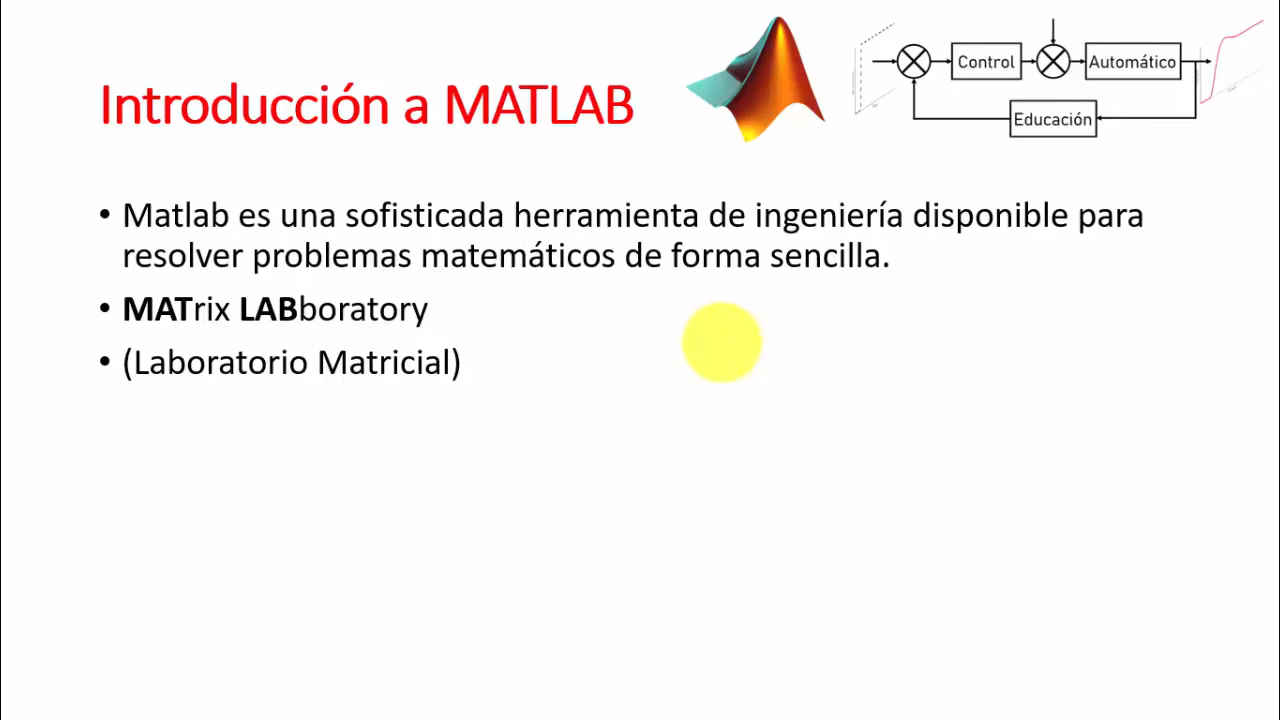 Introducción a MATLAB
Control
Automático
Educación
• Matlab es una sofisticada herramienta de ingeniería disponible para
resolver problemas matemáticos de forma sencilla.
• MATrix LABboratory
• (Laboratorio Matricial)